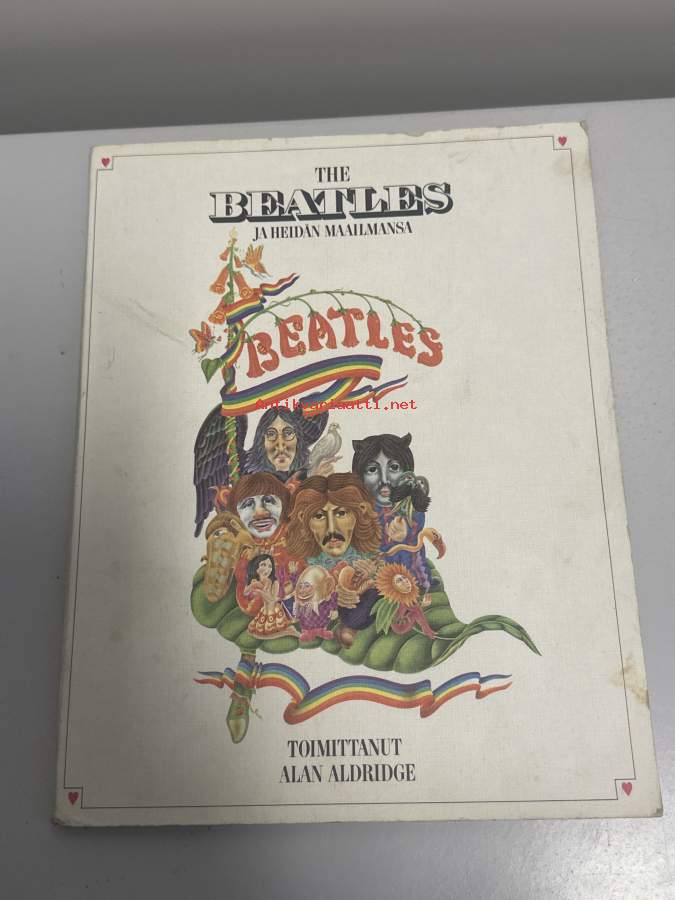 THE
BEATLES
JA HEIDÄN MAAILMANSA
BEATLES
Antikvariaatti.net
TOIMITTANUT
ALAN ALDRIDGE